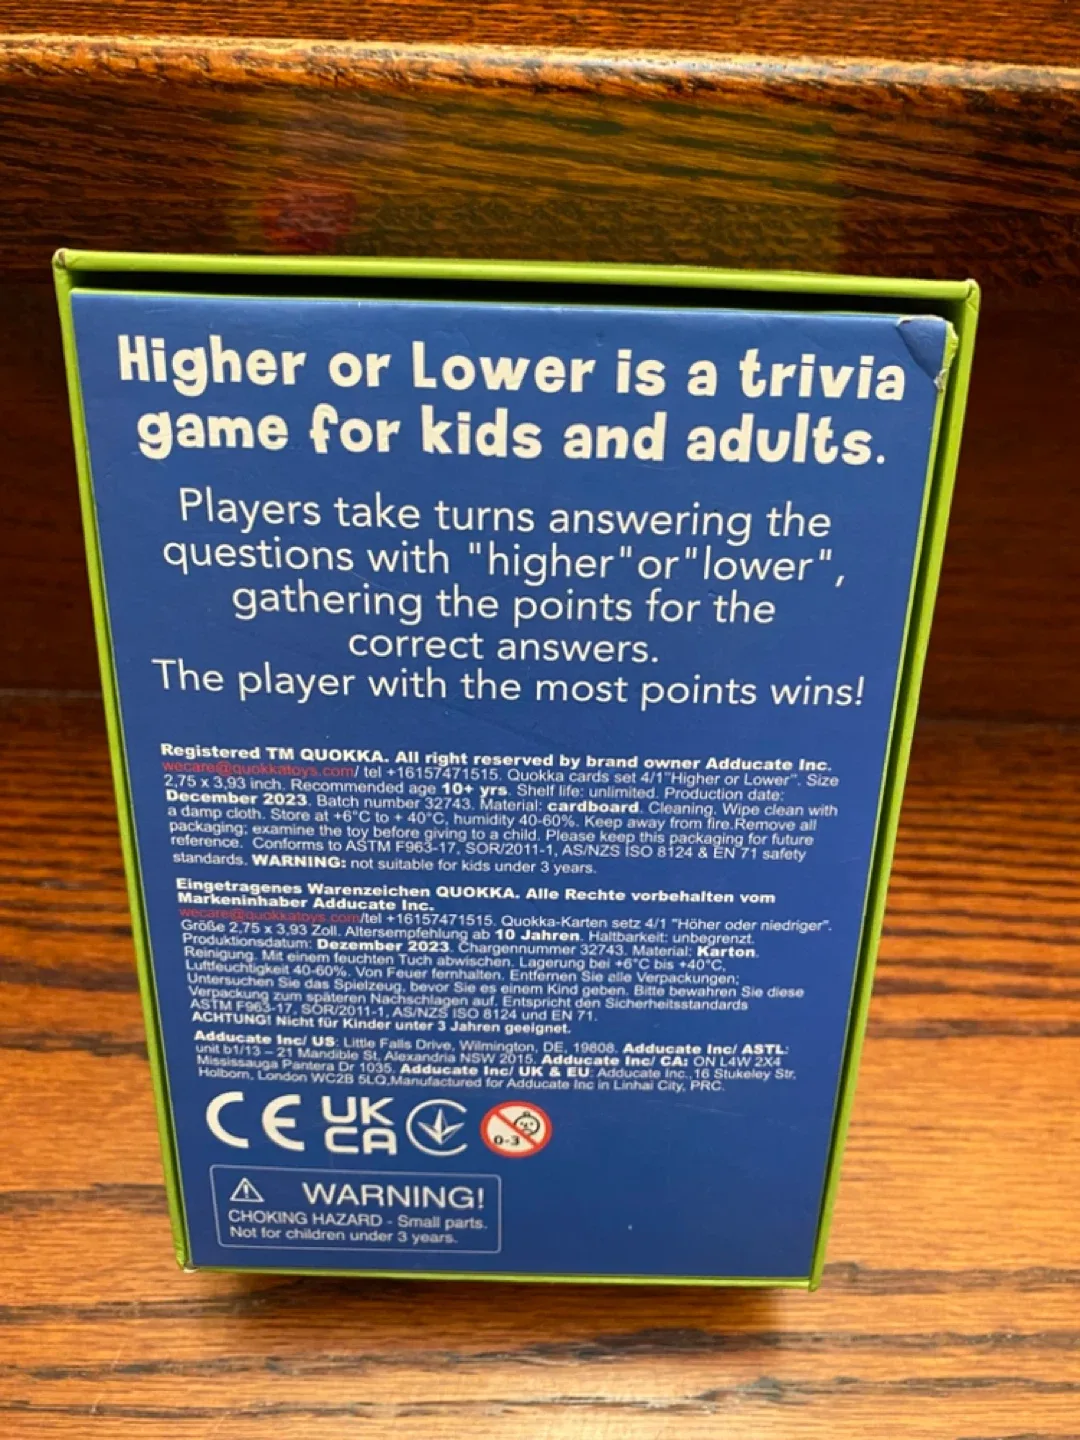 Higher or Lower is a trivia
game for kids and adults.
Players take turns answering the
questions with "higher"or"lower",
gathering the points for the
correct answers.
The player with the most points wins!
Registered TM QUOKKA. All right reserved by brand owner Adducate Inc.
wecare@quokkatoys.com/ tel +16157471515. Quokka cards set 4/1"Higher or Lower". Size
2,75 x 3,93 inch. Recommended age 10+ yrs. Shelf life: unlimited. Production date:
December 2023. Batch number 32743. Material: cardboard. Cleaning. Wipe clean with
a damp cloth. Store at +6°C to + 40°C, humidity 40-60%. Keep away from fire.Remove all
packaging; examine the toy before giving to a child. Please keep this packaging for future
reference. Conforms to ASTM F963-17, SOR/2011-1, AS/NZS ISO 8124 & EN 71 safety
standards. WARNING: not suitable for kids under 3 years.
Eingetragenes Warenzeichen QUOKKA. Alle Rechte vorbehalten vom
Markeninhaber Adducate Inc.
wecare@quokkatoys.com/tel +16157471515. Quokka-Karten setz 4/1 "Höher oder niedriger".
Größe 2,75 x 3,93 Zoll. Altersempfehlung ab 10 Jahren. Haltbarkeit: unbegrenzt.
Produktionsdatum: Dezember 2023. Chargennummer 32743. Material: Karton.
Reinigung. Mit einem feuchten Tuch abwischen. Lagerung bei +6°C bis +40°C,
Luftfeuchtigkeit 40-60%. Von Feuer fernhalten. Entfernen Sie alle Verpackungen;
Untersuchen Sie das Spielzeug, bevor Sie es einem Kind geben. Bitte bewahren Sie diese
Verpackung zum späteren Nachschlagen auf. Entspricht den Sicherheitsstandards
ASTM F963-17, SOR/2011-1, AS/NZS ISO 8124 und EN 71.
ACHTUNG! Nicht für Kinder unter 3 Jahren geeignet.
Adducate Inc/ US: Little Falls Drive, Wilmington, DE, 19808. Adducate Inc/ ASTL:
unit b1/13 – 21 Mandible St, Alexandria NSW 2015. Adducate Inc/ CA: ON L4W 2X4
Mississauga Pantera Dr 1035. Adducate Inc/ UK & EU: Adducate Inc.,16 Stukeley Str,
Holborn, London WC2B 5LQ.Manufactured for Adducate Inc in Linhai City, PRC.
CE UK
CA
0-3
WARNING!
CHOKING HAZARD - Small parts.
Not for children under 3 years.